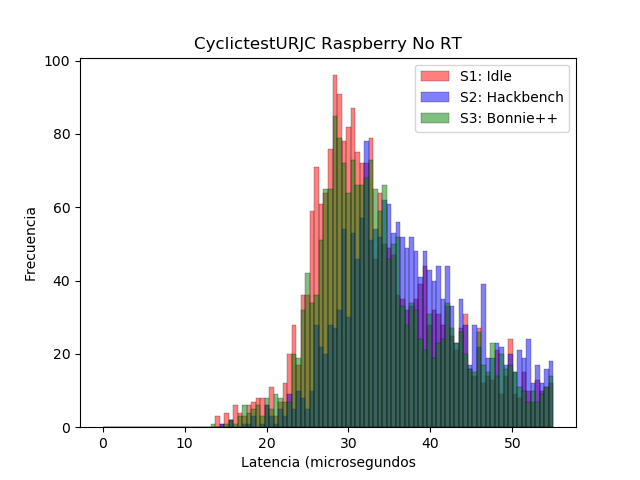 CyclictestURJC Raspberry No RT
S1: Idle
S2: Hackbench
S3: Bonnie++
Frecuencia
100
80
60
40
20
0
0 10 20 30 40 50
Latencia (microsegundos